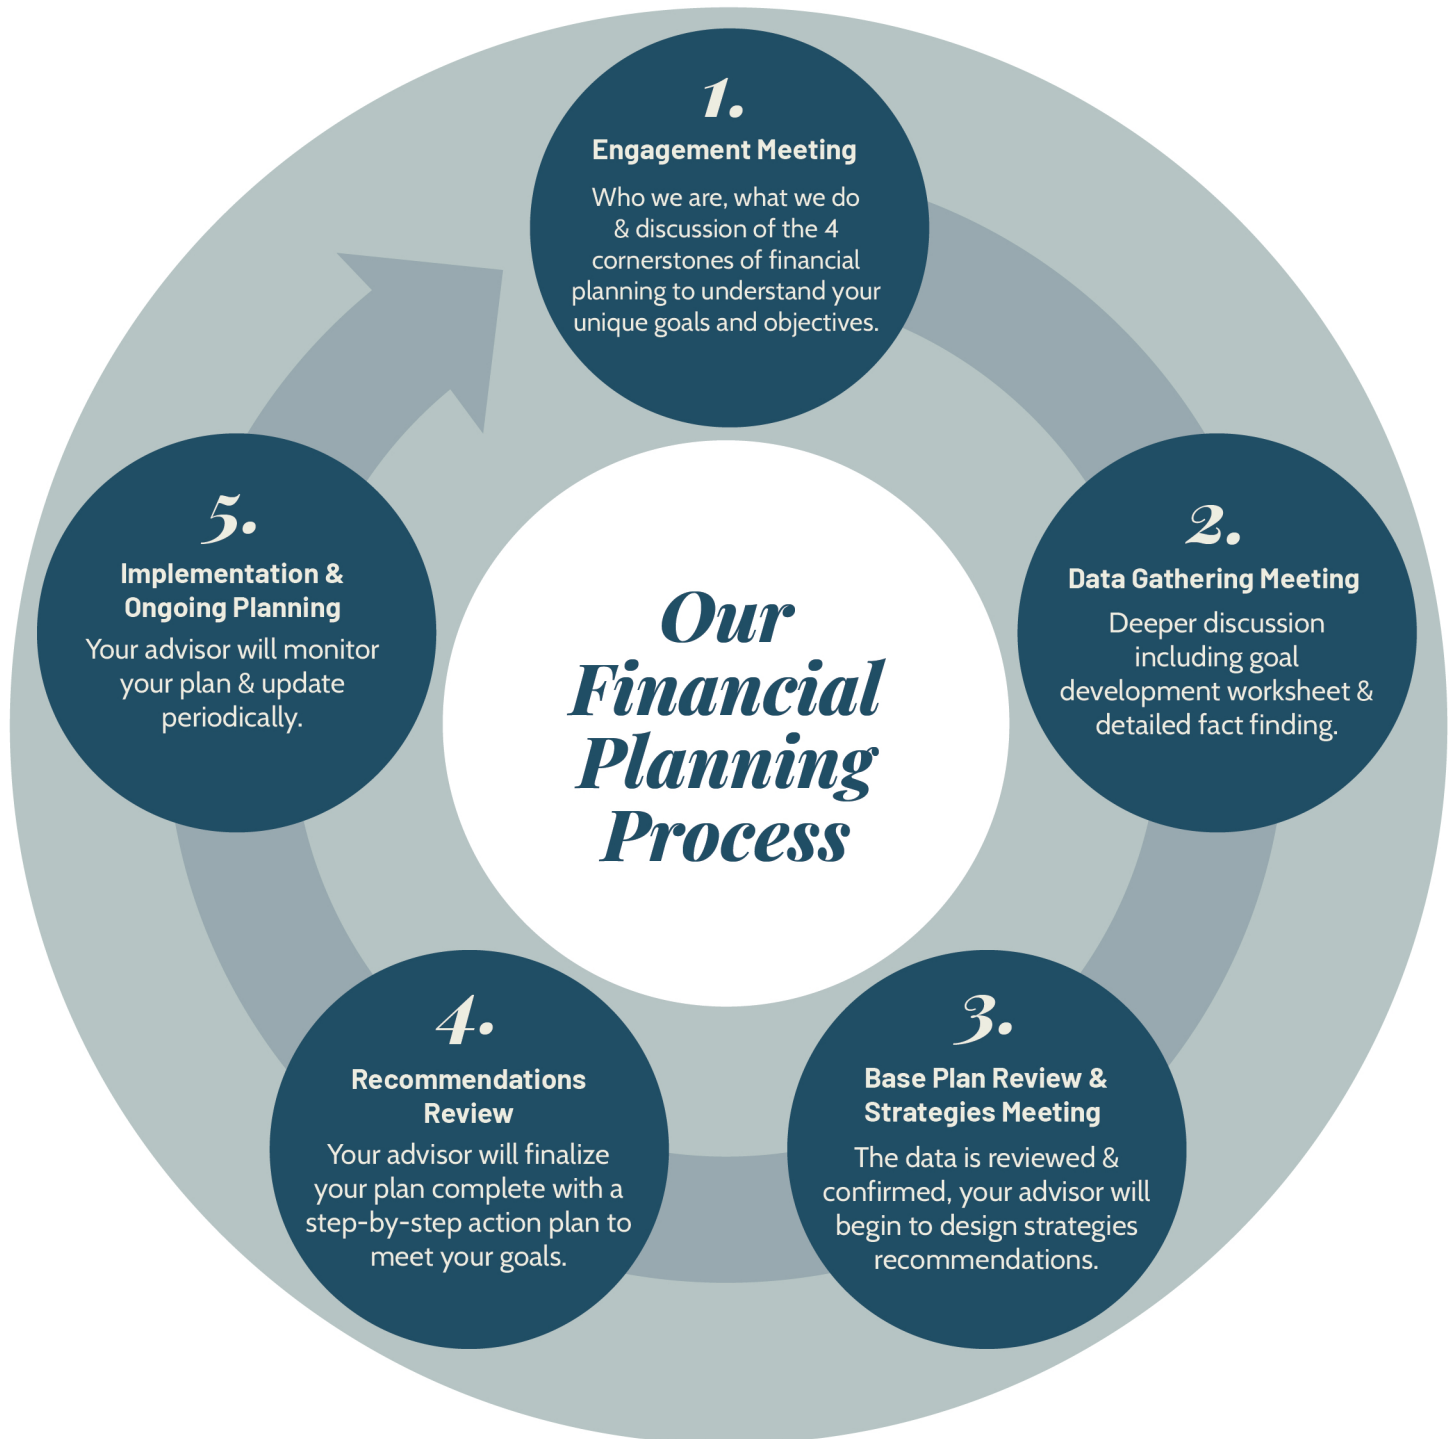 1.
Engagement Meeting
Who we are, what we do
& discussion of the 4
cornerstones of financial
planning to understand your
unique goals and objectives.
2.
Data Gathering Meeting
Deeper discussion
including goal
development worksheet &
detailed fact finding.
3.
Base Plan Review &
Strategies Meeting
The data is reviewed &
confirmed, your advisor will
begin to design strategies
recommendations.
4.
Recommendations
Review
Your advisor will finalize
your plan complete with a
step-by-step action plan to
meet your goals.
5.
Implementation &
Ongoing Planning
Your advisor will monitor
your plan & update
periodically.
Our
Financial
Planning
Process